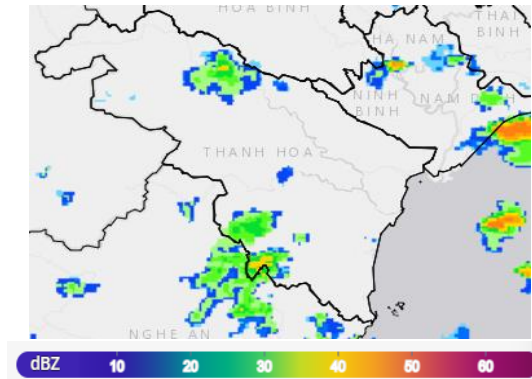 HOA BINH
THAI
BINH
HA NAM
NINH
BINH
NAM D NH
THANH HOA
NGHE AN
dBZ 10 20 30 40 50 60